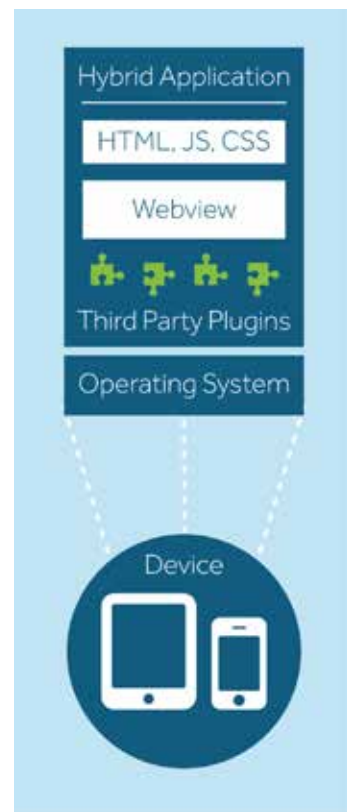 Hybrid Application
HTML, JS, CSS
Webview
Third Party Plugins
Operating System
Device